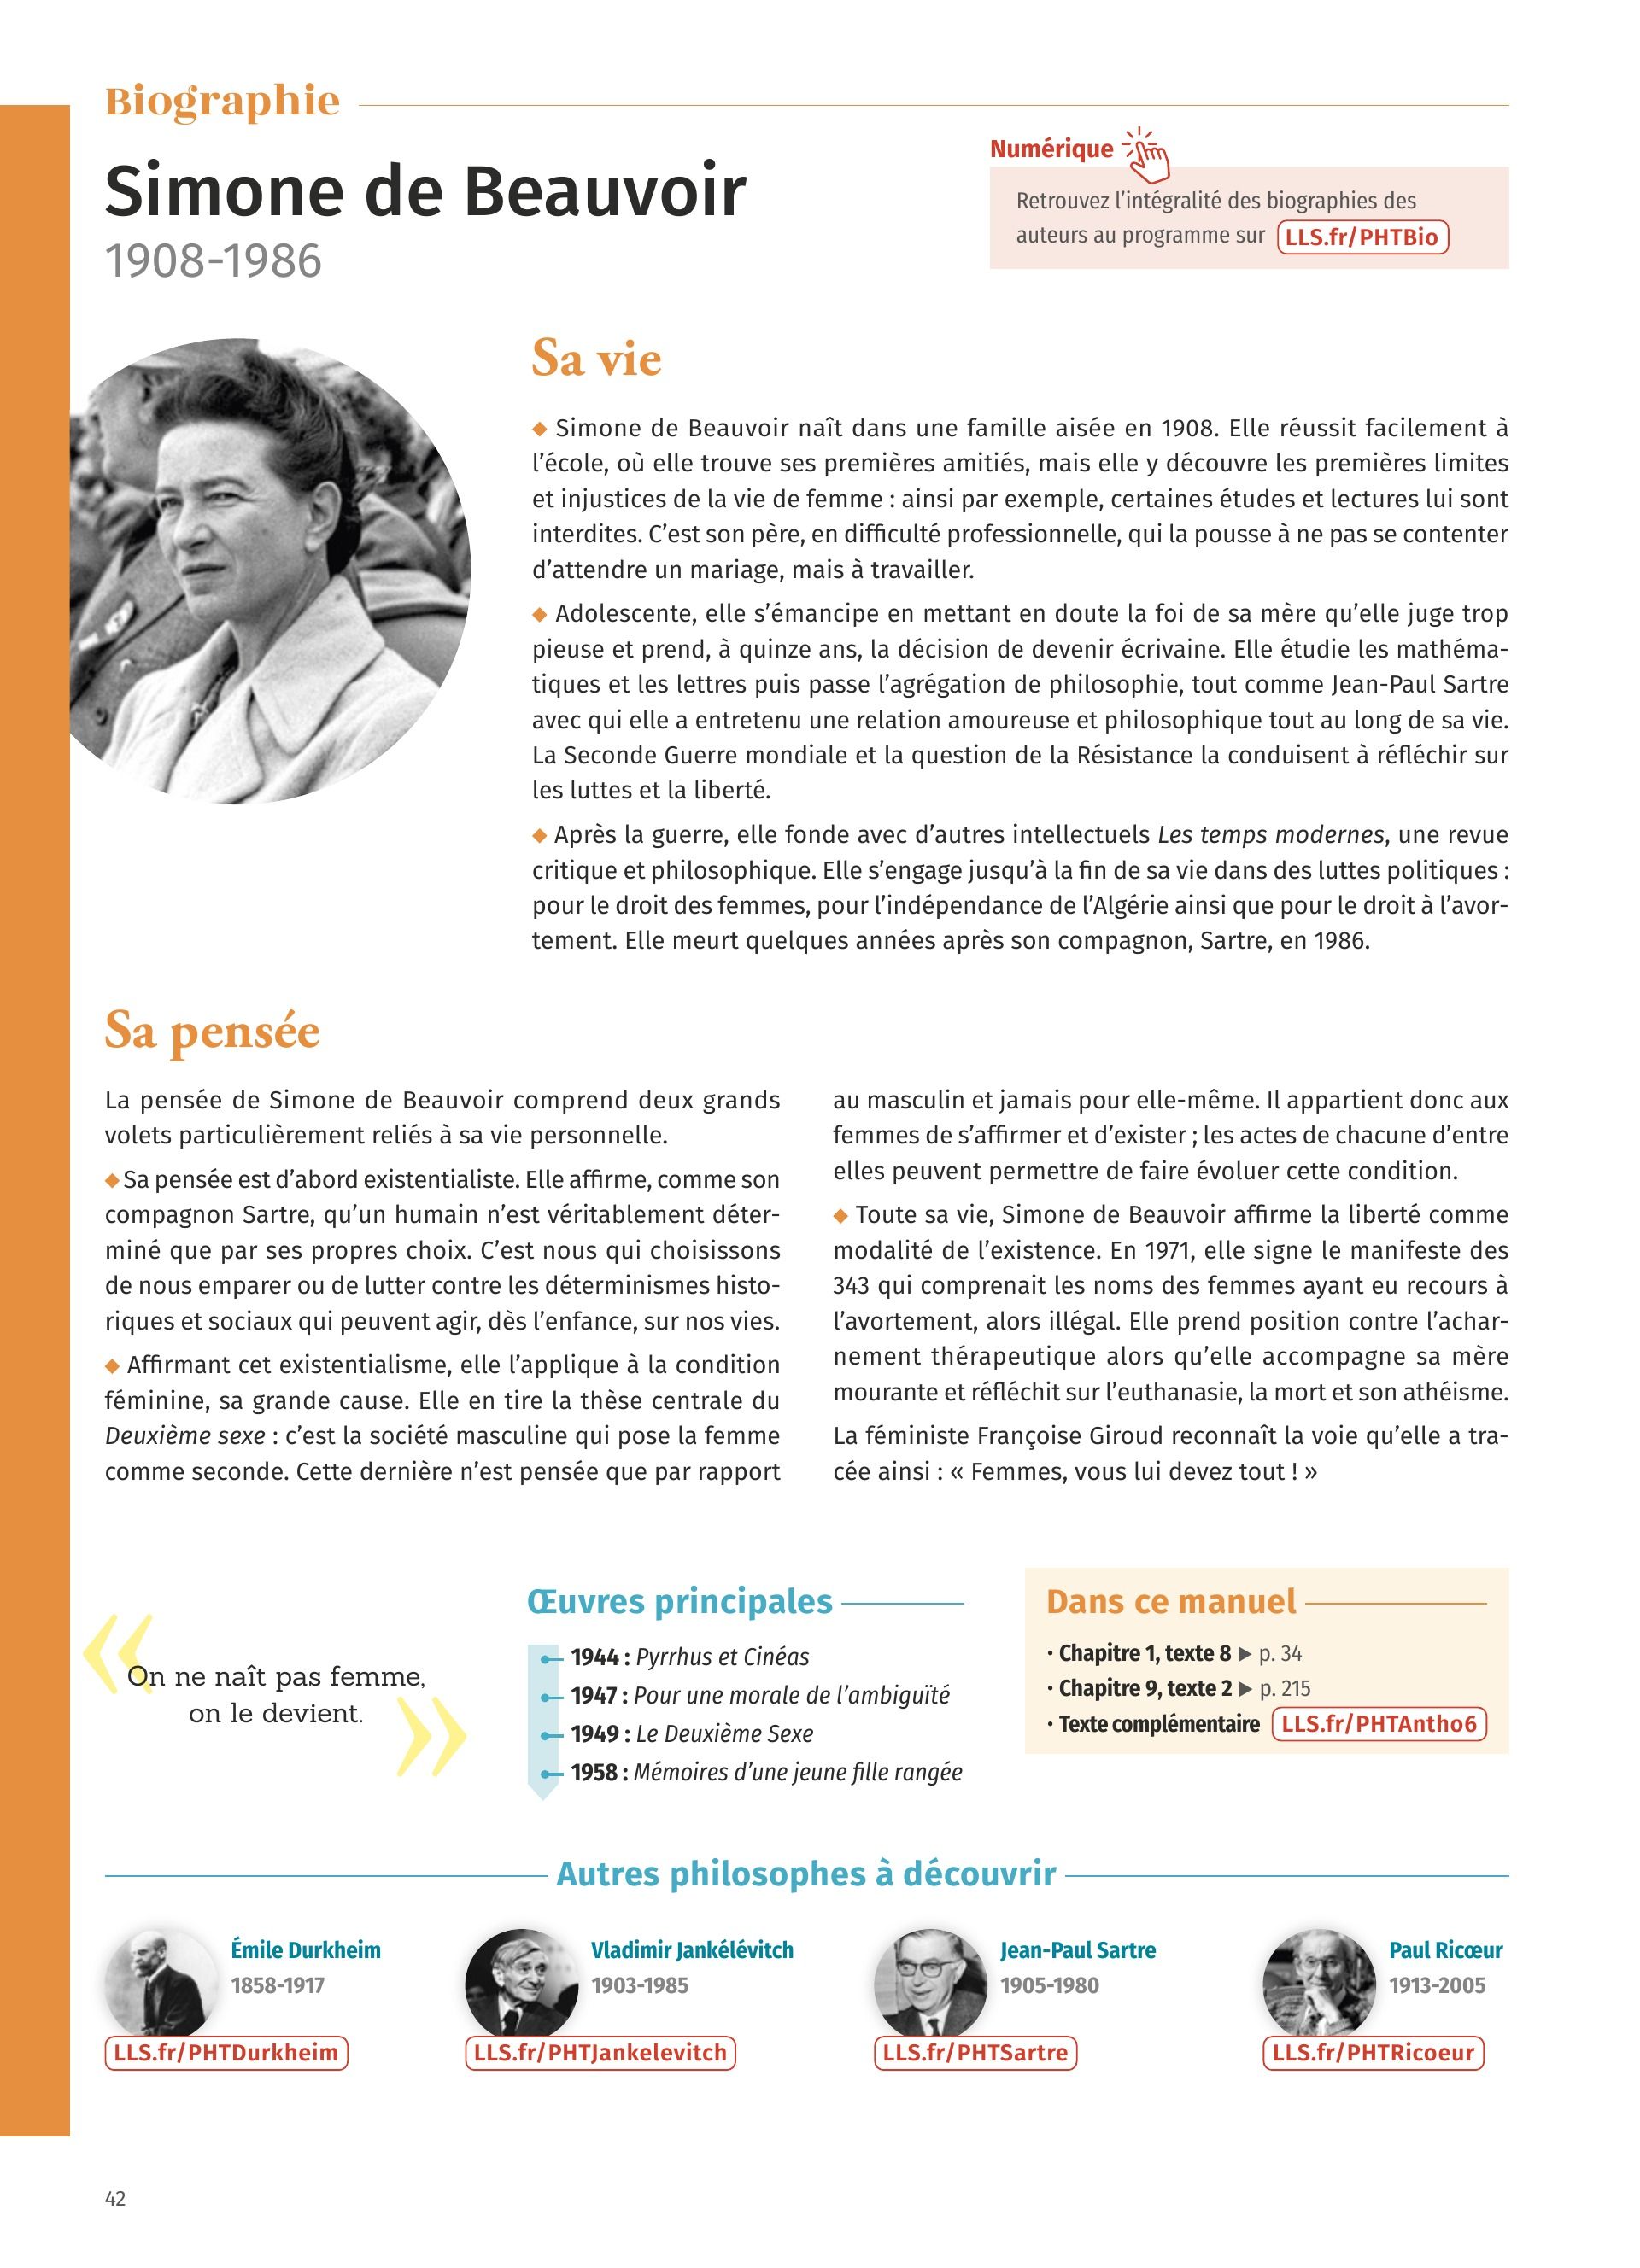 Biographie
Simone de Beauvoir
1908-1986
Numérique
Retrouvez l’intégralité des biographies des
auteurs au programme sur LLS.fr/PHTBio
Sa vie
◆ Simone de Beauvoir naît dans une famille aisée en 1908. Elle réussit facilement à
l’école, où elle trouve ses premières amitiés, mais elle y découvre les premières limites
et injustices de la vie de femme : ainsi par exemple, certaines études et lectures lui sont
interdites. C’est son père, en difficulté professionnelle, qui la pousse à ne pas se contenter
d’attendre un mariage, mais à travailler.
◆ Adolescente, elle s’émancipe en mettant en doute la foi de sa mère qu’elle juge trop
pieuse et prend, à quinze ans, la décision de devenir écrivaine. Elle étudie les mathéma-
tiques et les lettres puis passe l’agrégation de philosophie, tout comme Jean-Paul Sartre
avec qui elle a entretenu une relation amoureuse et philosophique tout au long de sa vie.
La Seconde Guerre mondiale et la question de la Résistance la conduisent à réfléchir sur
les luttes et la liberté.
◆ Après la guerre, elle fonde avec d’autres intellectuels Les temps modernes, une revue
critique et philosophique. Elle s’engage jusqu’à la fin de sa vie dans des luttes politiques :
pour le droit des femmes, pour l’indépendance de l’Algérie ainsi que pour le droit à l’avor-
tement. Elle meurt quelques années après son compagnon, Sartre, en 1986.
Sa pensée
La pensée de Simone de Beauvoir comprend deux grands
volets particulièrement reliés à sa vie personnelle.
◆ Sa pensée est d’abord existentialiste. Elle affirme, comme son
compagnon Sartre, qu’un humain n’est véritablement déter-
miné que par ses propres choix. C’est nous qui choisissons
de nous emparer ou de lutter contre les déterminismes histo-
riques et sociaux qui peuvent agir, dès l’enfance, sur nos vies.
◆ Affirmant cet existentialisme, elle l’applique à la condition
féminine, sa grande cause. Elle en tire la thèse centrale du
Deuxième sexe : c’est la société masculine qui pose la femme
comme seconde. Cette dernière n’est pensée que par rapport
au masculin et jamais pour elle-même. Il appartient donc aux
femmes de s’affirmer et d’exister ; les actes de chacune d’entre
elles peuvent permettre de faire évoluer cette condition.
◆ Toute sa vie, Simone de Beauvoir affirme la liberté comme
modalité de l’existence. En 1971, elle signe le manifeste des
343 qui comprenait les noms des femmes ayant eu recours à
l’avortement, alors illégal. Elle prend position contre l’achar-
nement thérapeutique alors qu’elle accompagne sa mère
mourante et réfléchit sur l’euthanasie, la mort et son athéisme.
La féministe Françoise Giroud reconnaît la voie qu’elle a tra-
cée ainsi : « Femmes, vous lui devez tout ! »
« On ne naît pas femme,
on le devient. »
Œuvres principales
1944 : Pyrrhus et Cinéas
1947 : Pour une morale de l’ambiguïté
1949 : Le Deuxième Sexe
1958 : Mémoires d’une jeune fille rangée
Dans ce manuel
• Chapitre 1, texte 8 ▶ p. 34
• Chapitre 9, texte 2 ▶ p. 215
• Texte complémentaire LLS.fr/PHTAntho6
Autres philosophes à découvrir
Émile Durkheim
1858-1917
LLS.fr/PHTDurkheim
Vladimir Jankélévitch
1903-1985
LLS.fr/PHTJankelevitch
Jean-Paul Sartre
1905-1980
LLS.fr/PHTSartre
Paul Ricœur
1913-2005
LLS.fr/PHTRicoeur
42